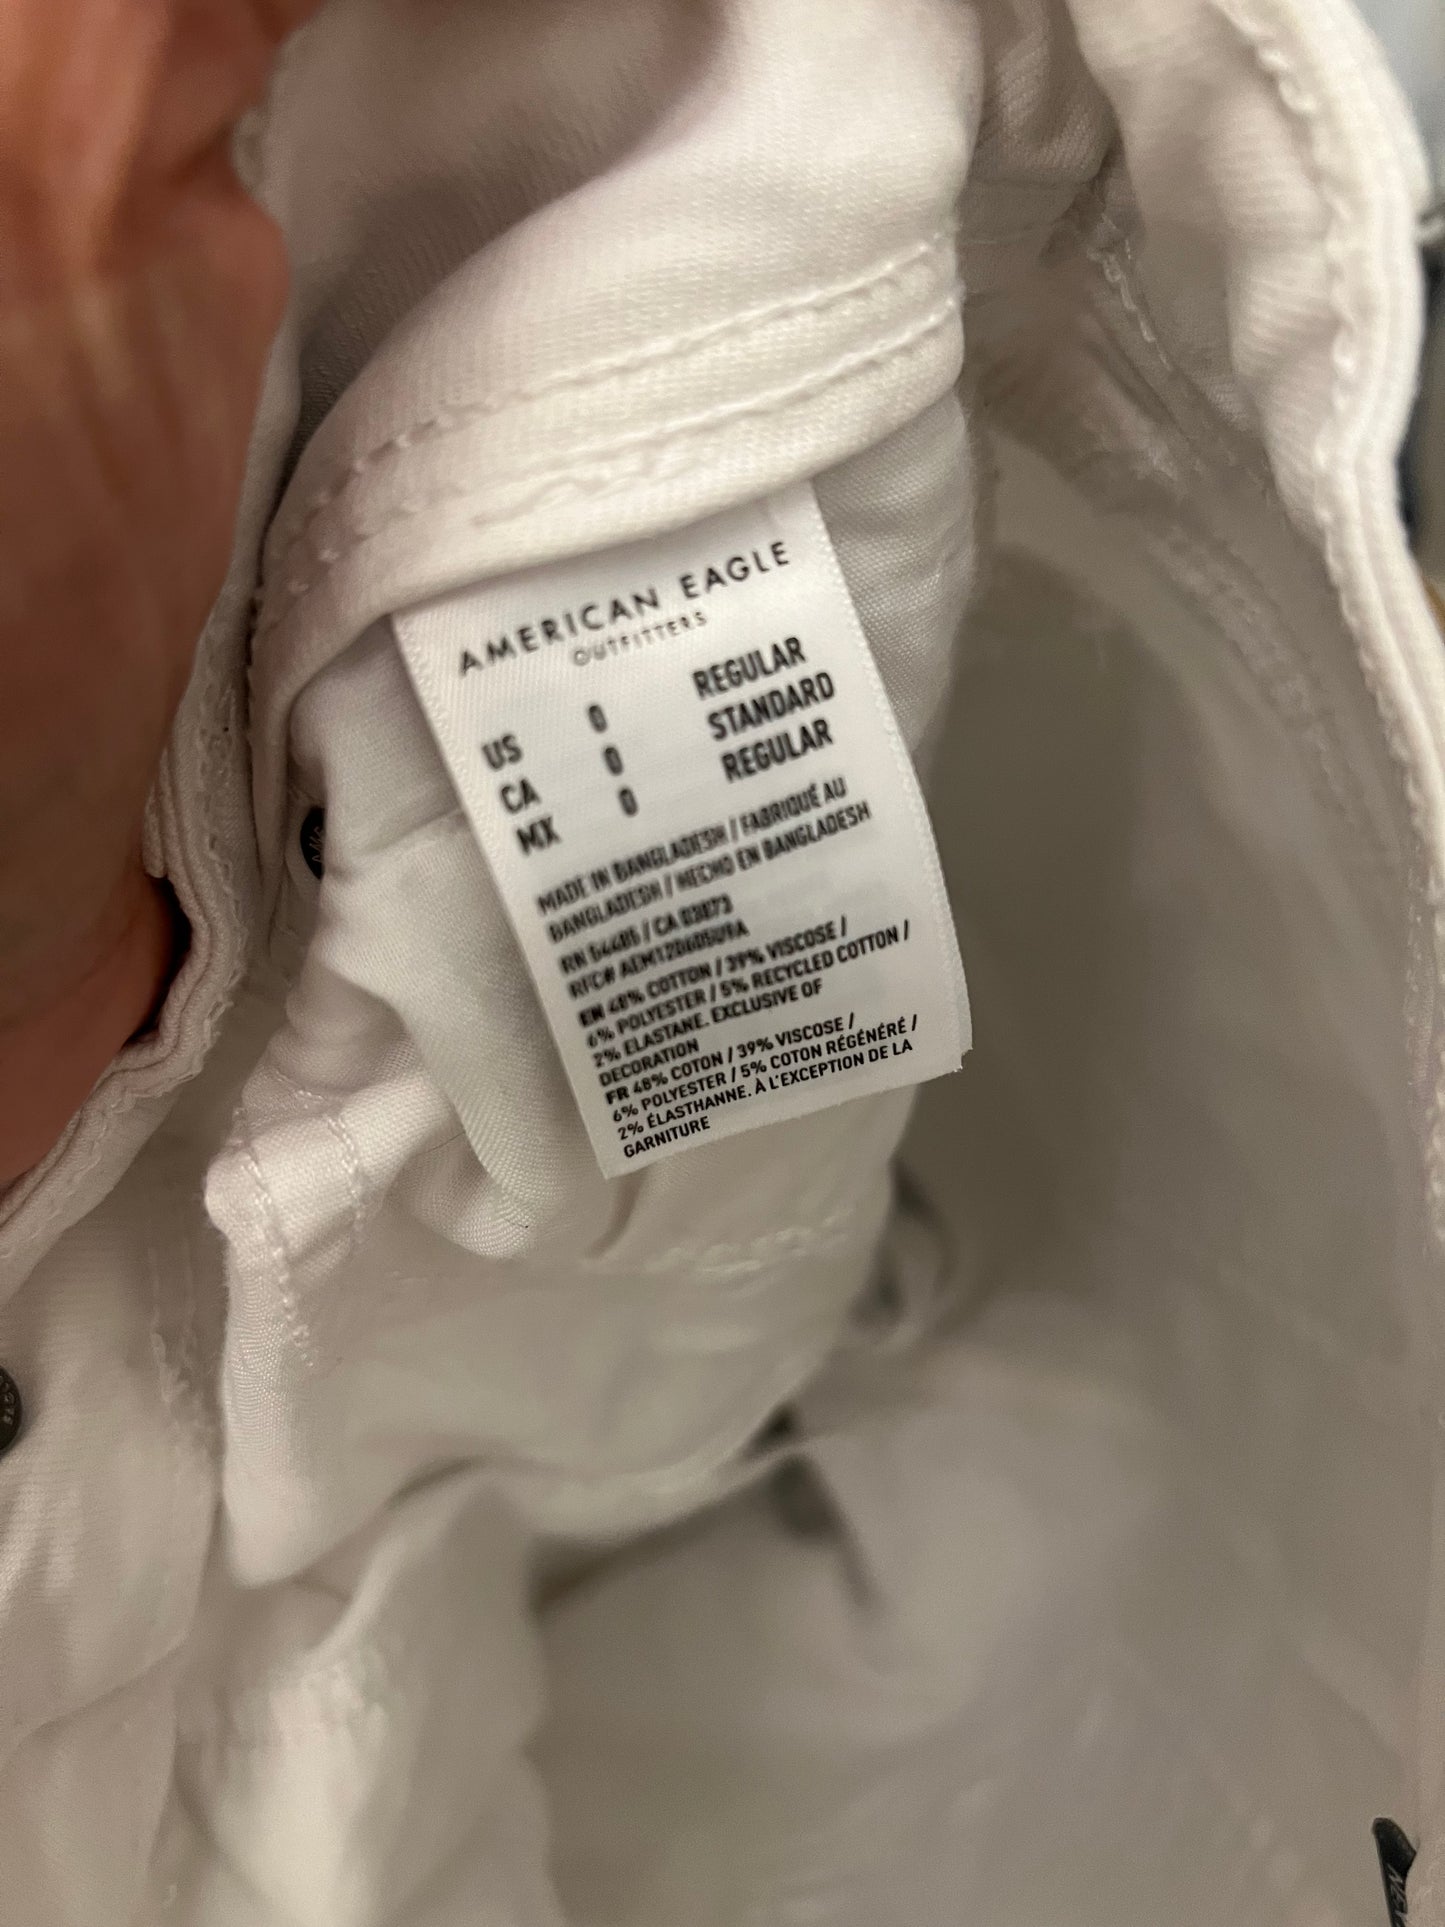 AMERICAN EAGLE
OUTFITTERS
US 0 REGULAR
CA 0 STANDARD
MX 0 REGULAR
MADE IN BANGLADESH / FABRIQUÉ AU
BANGLADESH / HECHO EN BANGLADESH
RN 54485 / CA 03873
RFC#
EN 48% COTTON / 39% VISCOSE /
6% POLYESTER / 5% RECYCLED COTTON /
2% ELASTANE. EXCLUSIVE OF
DECORATION
FR 48% COTON / 39% VISCOSE /
6% POLYESTER / 5% COTON RÉGÉNÉRÉ /
2% ÉLASTHANNE. À L'EXCEPTION DE LA
GARNITURE